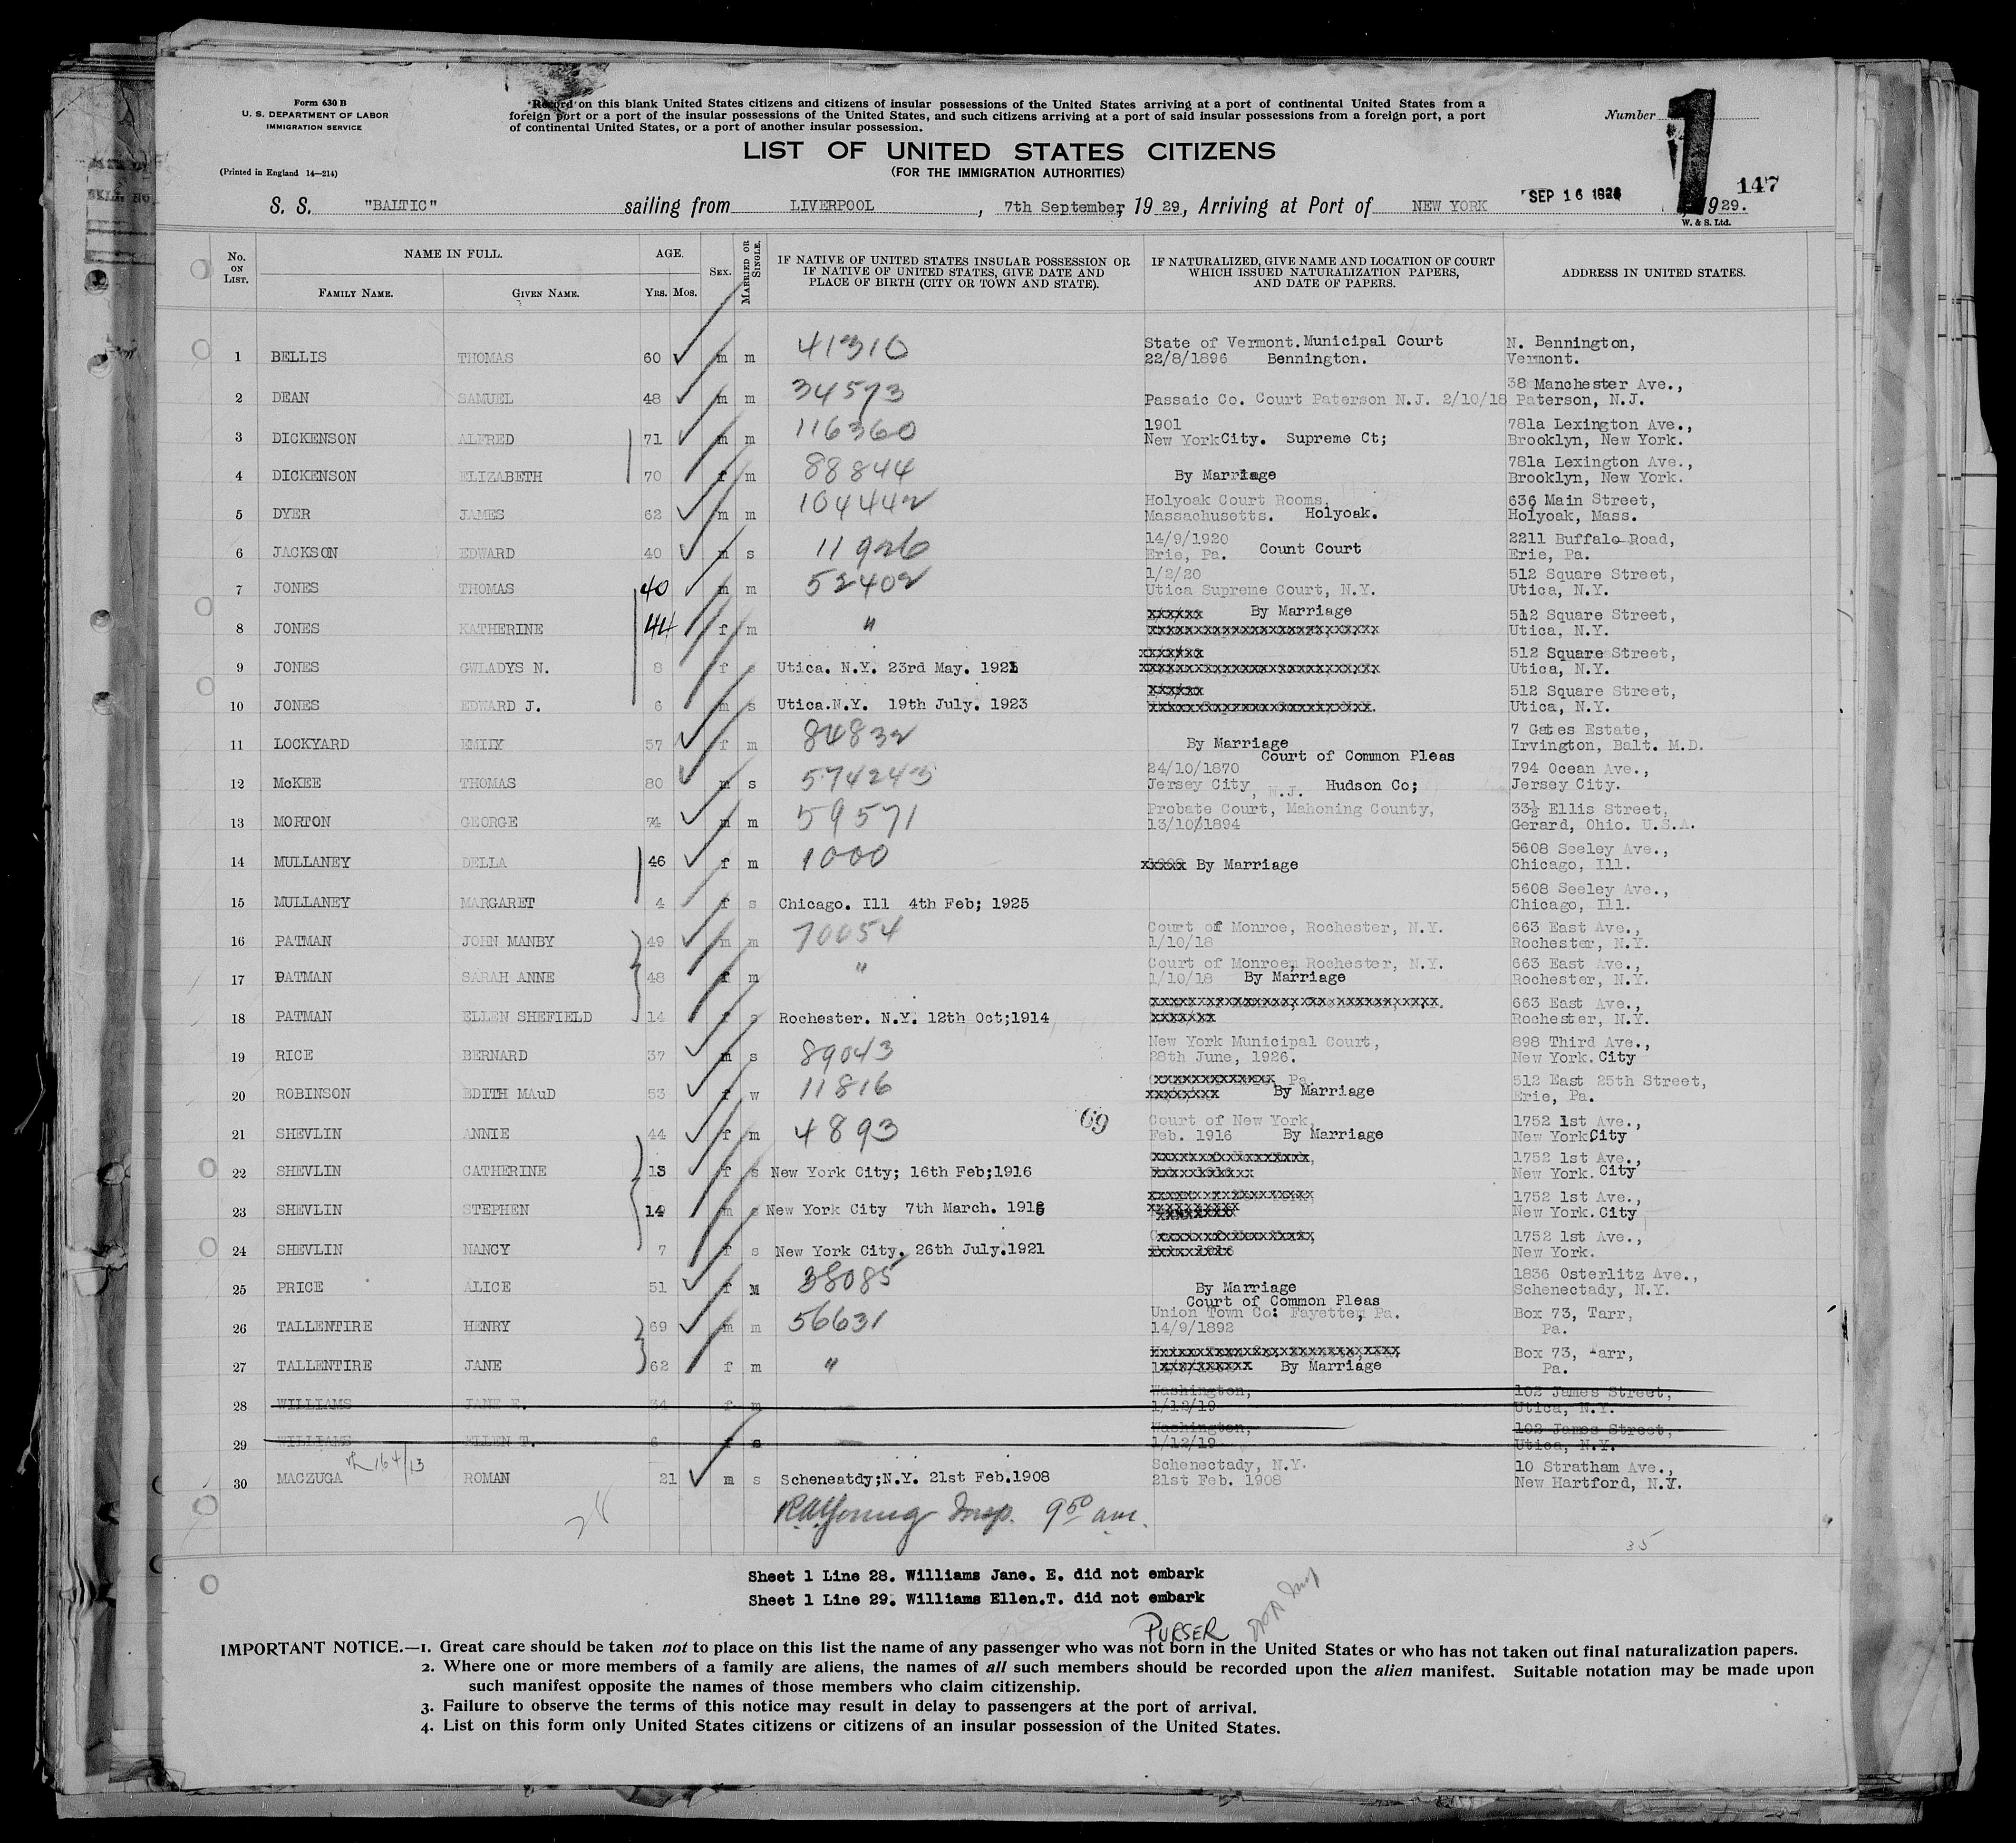 Form 630 B
U. S. DEPARTMENT OF LABOR
IMMIGRATION SERVICE
(Printed in England 14—214)
Record on this blank United States citizens and citizens of insular possessions of the United States arriving at a port of continental United States from a
foreign port or a port of the insular possessions of the United States, and such citizens arriving at a port of said insular possessions from a foreign port, a port
of continental United States, or a port of another insular possession.
Number 1
147
LIST OF UNITED STATES CITIZENS
(FOR THE IMMIGRATION AUTHORITIES)
S. S. "BALTIC" sailing from LIVERPOOL, 7th September, 1929, Arriving at Port of NEW YORK SEP 16 1929.
W. & S. Ltd.
No. ON LIST. NAME IN FULL. FAMILY NAME. GIVEN NAME. AGE. YRS. MOS. SEX. MARRIED OR SINGLE. IF NATIVE OF UNITED STATES INSULAR POSSESSION OR IF NATIVE OF UNITED STATES, GIVE DATE AND PLACE OF BIRTH (CITY OR TOWN AND STATE). IF NATURALIZED, GIVE NAME AND LOCATION OF COURT WHICH ISSUED NATURALIZATION PAPERS, AND DATE OF PAPERS. ADDRESS IN UNITED STATES.
1 BELLIS THOMAS 60 m m 41310 State of Vermont. Municipal Court 22/8/1896 Bennington. N. Bennington, Vermont.
2 DEAN SAMUEL 48 m m 34573 Passaic Co. Court Paterson N.J. 2/10/18 38 Manchester Ave., Paterson, N.J.
3 DICKENSON ALFRED 71 m m 116360 1901 New York City. Supreme Ct; 781a Lexington Ave., Brooklyn, New York.
4 DICKENSON ELIZABETH 70 f m 88844 By Marriage 781a Lexington Ave., Brooklyn, New York.
5 DYER JAMES 62 m m 104442 Holyoak Court Rooms, Massachusetts. Holyoak. 636 Main Street, Holyoak, Mass.
6 JACKSON EDWARD 40 m s 11926 14/9/1920 Erie, Pa. Count Court 2211 Buffalo Road, Erie, Pa.
7 JONES THOMAS 40 m m 52402 1/2/20 Utica Supreme Court, N.Y. 512 Square Street, Utica, N.Y.
8 JONES KATHERINE 44 f m " By Marriage 512 Square Street, Utica, N.Y.
9 JONES GWLADYS N. 8 f s Utica. N.Y. 23rd May. 1921 512 Square Street, Utica, N.Y.
10 JONES EDWARD J. 6 m s Utica.N.Y. 19th July. 1923 512 Square Street, Utica, N.Y.
11 LOCKYARD EMILY 57 f m 84832 By Marriage 7 Gates Estate, Irvington, Balt. M.D.
12 McKEE THOMAS 80 m s 574243 Court of Common Pleas 24/10/1870 Jersey City, N.J. Hudson Co; 794 Ocean Ave., Jersey City.
13 MORTON GEORGE 74 m m 59571 Probate Court, Mahoning County, 13/10/1894 33½ Ellis Street, Gerard, Ohio. U.S.A.
14 MULLANEY DELLA 46 f m 1000 By Marriage 5608 Seeley Ave., Chicago, Ill.
15 MULLANEY MARGARET 4 f s Chicago. Ill 4th Feb; 1925 5608 Seeley Ave., Chicago, Ill.
16 PATMAN JOHN MANBY 49 m m 70054 Court of Monroe, Rochester, N.Y. 1/10/18 663 East Ave., Rochester, N.Y.
17 PATMAN SARAH ANNE 48 f m " Court of Monroe, Rochester, N.Y. 1/10/18 By Marriage 663 East Ave., Rochester, N.Y.
18 PATMAN ELLEN SHEFIELD 14 f s Rochester. N.Y. 12th Oct;1914 663 East Ave., Rochester, N.Y.
19 RICE BERNARD 37 m s 89043 New York Municipal Court, 28th June, 1926. 898 Third Ave., New York. City
20 ROBINSON EDITH MAuD 53 f w 11816 Pa. By Marriage 512 East 25th Street, Erie, Pa.
21 SHEVLIN ANNIE 44 f m 4893 69 Court of New York, Feb. 1916 By Marriage 1752 1st Ave., New York City
22 SHEVLIN CATHERINE 13 f s New York City; 16th Feb;1916 1752 1st Ave., New York. City
23 SHEVLIN STEPHEN 14 m s New York City 7th March. 1915 1752 1st Ave., New York. City
24 SHEVLIN NANCY 7 f s New York City. 26th July.1921 1752 1st Ave., New York.
25 PRICE ALICE 51 f M 38085 By Marriage 1836 Osterlitz Ave., Schenectady, N.Y.
26 TALLENTIRE HENRY 69 m m 56631 Court of Common Pleas Union Town Co: Fayette, Pa. 14/9/1892 Box 73, Tarr, Pa.
27 TALLENTIRE JANE 62 f m " By Marriage Box 73, Tarr, Pa.
28 WILLIAMS JANE E. 34 f m Washington, 1/12/19 102 James Street, Utica, N.Y.
29 WILLIAMS ELLEN T. 6 f s Washington, 1/12/19 102 James Street, Utica, N.Y.
164/13
30 MACZUGA ROMAN 21 m s Scheneatdy;N.Y. 21st Feb.1908 Schenectady, N.Y. 21st Feb. 1908 10 Stratham Ave., New Hartford, N.Y.
28 RAYoung Insp. 9 50 am.
35
Sheet 1 Line 28. Williams Jane. E. did not embark
Sheet 1 Line 29. Williams Ellen.T. did not embark
PURSER
IMPORTANT NOTICE.—1. Great care should be taken not to place on this list the name of any passenger who was not born in the United States or who has not taken out final naturalization papers.
2. Where one or more members of a family are aliens, the names of all such members should be recorded upon the alien manifest. Suitable notation may be made upon
such manifest opposite the names of those members who claim citizenship.
3. Failure to observe the terms of this notice may result in delay to passengers at the port of arrival.
4. List on this form only United States citizens or citizens of an insular possession of the United States.